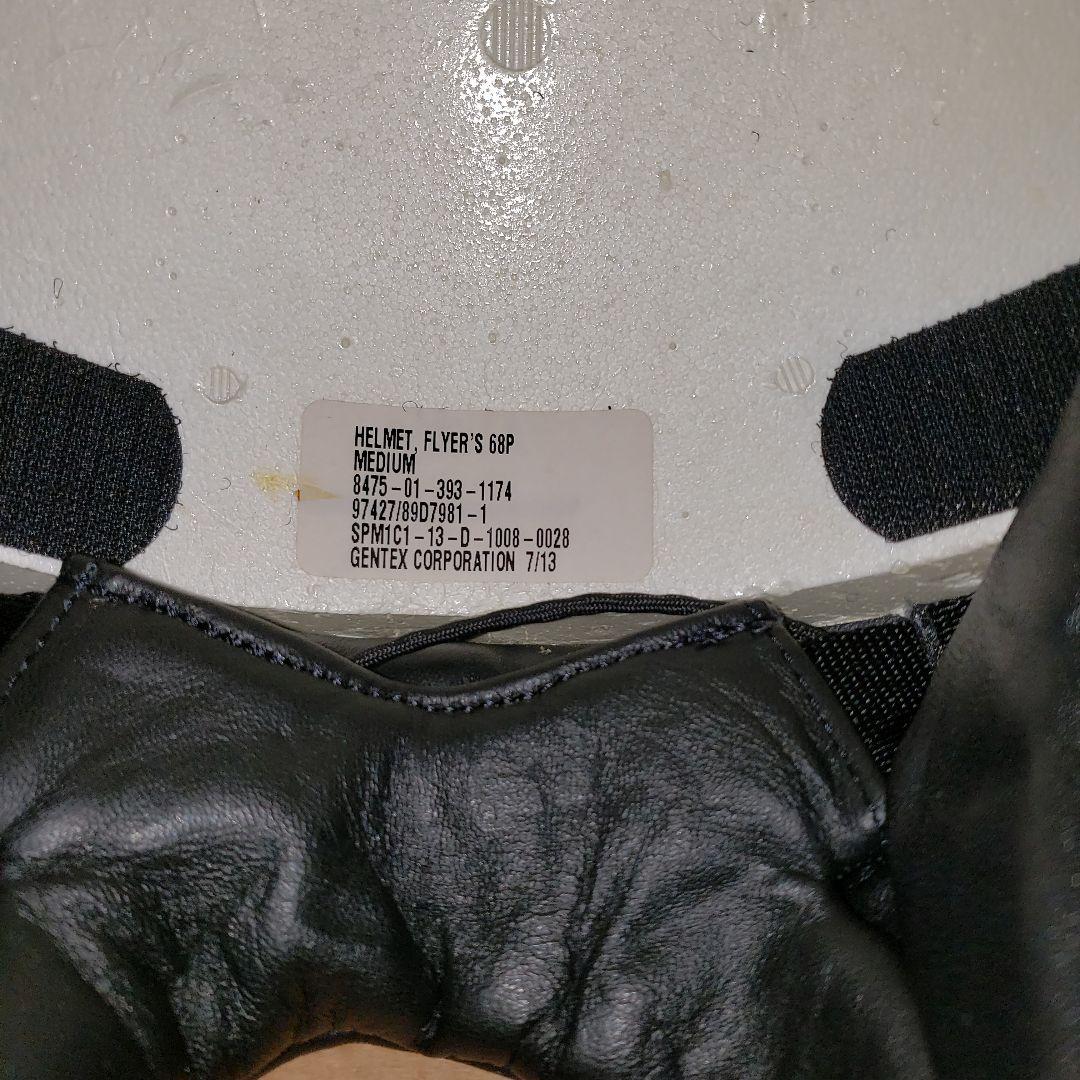 HELMET, FLYER'S 68P
MEDIUM
8475-01-393-1174
97427/89D7981-1
SPM1C1-13-D-1008-0028
GENTEX CORPORATION 7/13